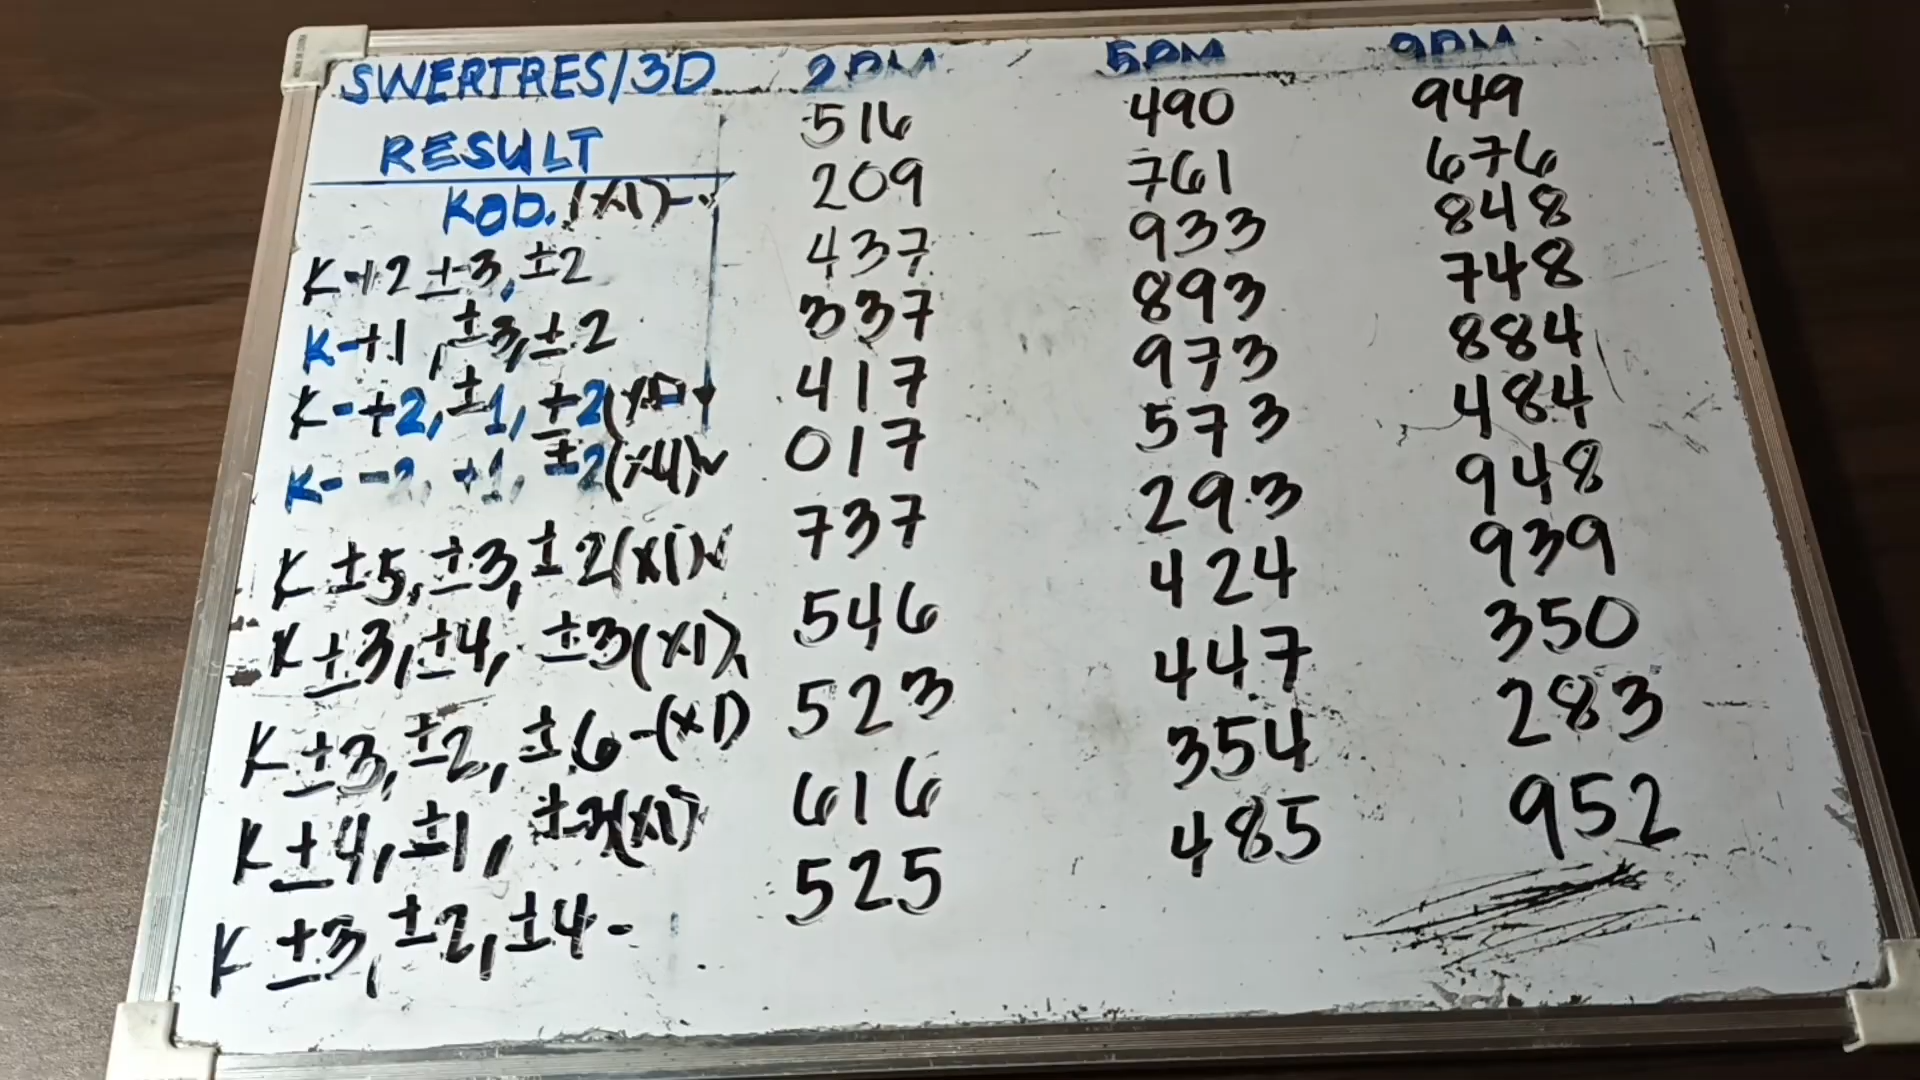 SWERTRES/3D 2PM 5PM 9PM
RESULT 516 490 949
Kab. (x1)- 209 761 676
K-+2 ±3, ±2 437 933 848
K-+1, ±3, ±2 337 893 748
K-+2, ±1, ±2 417 973 884
K--2, +1, ±2(x4) 017 573 484
K ±5, ±3, ±2(x1) 737 293 948
K ±3, ±4, ±3(x1) 546 424 939
K ±3, ±2, ±6-(x1) 523 447 350
K ±4, ±1, (x1) 616 354 283
K ±3, ±2, ±4- 525 485 952